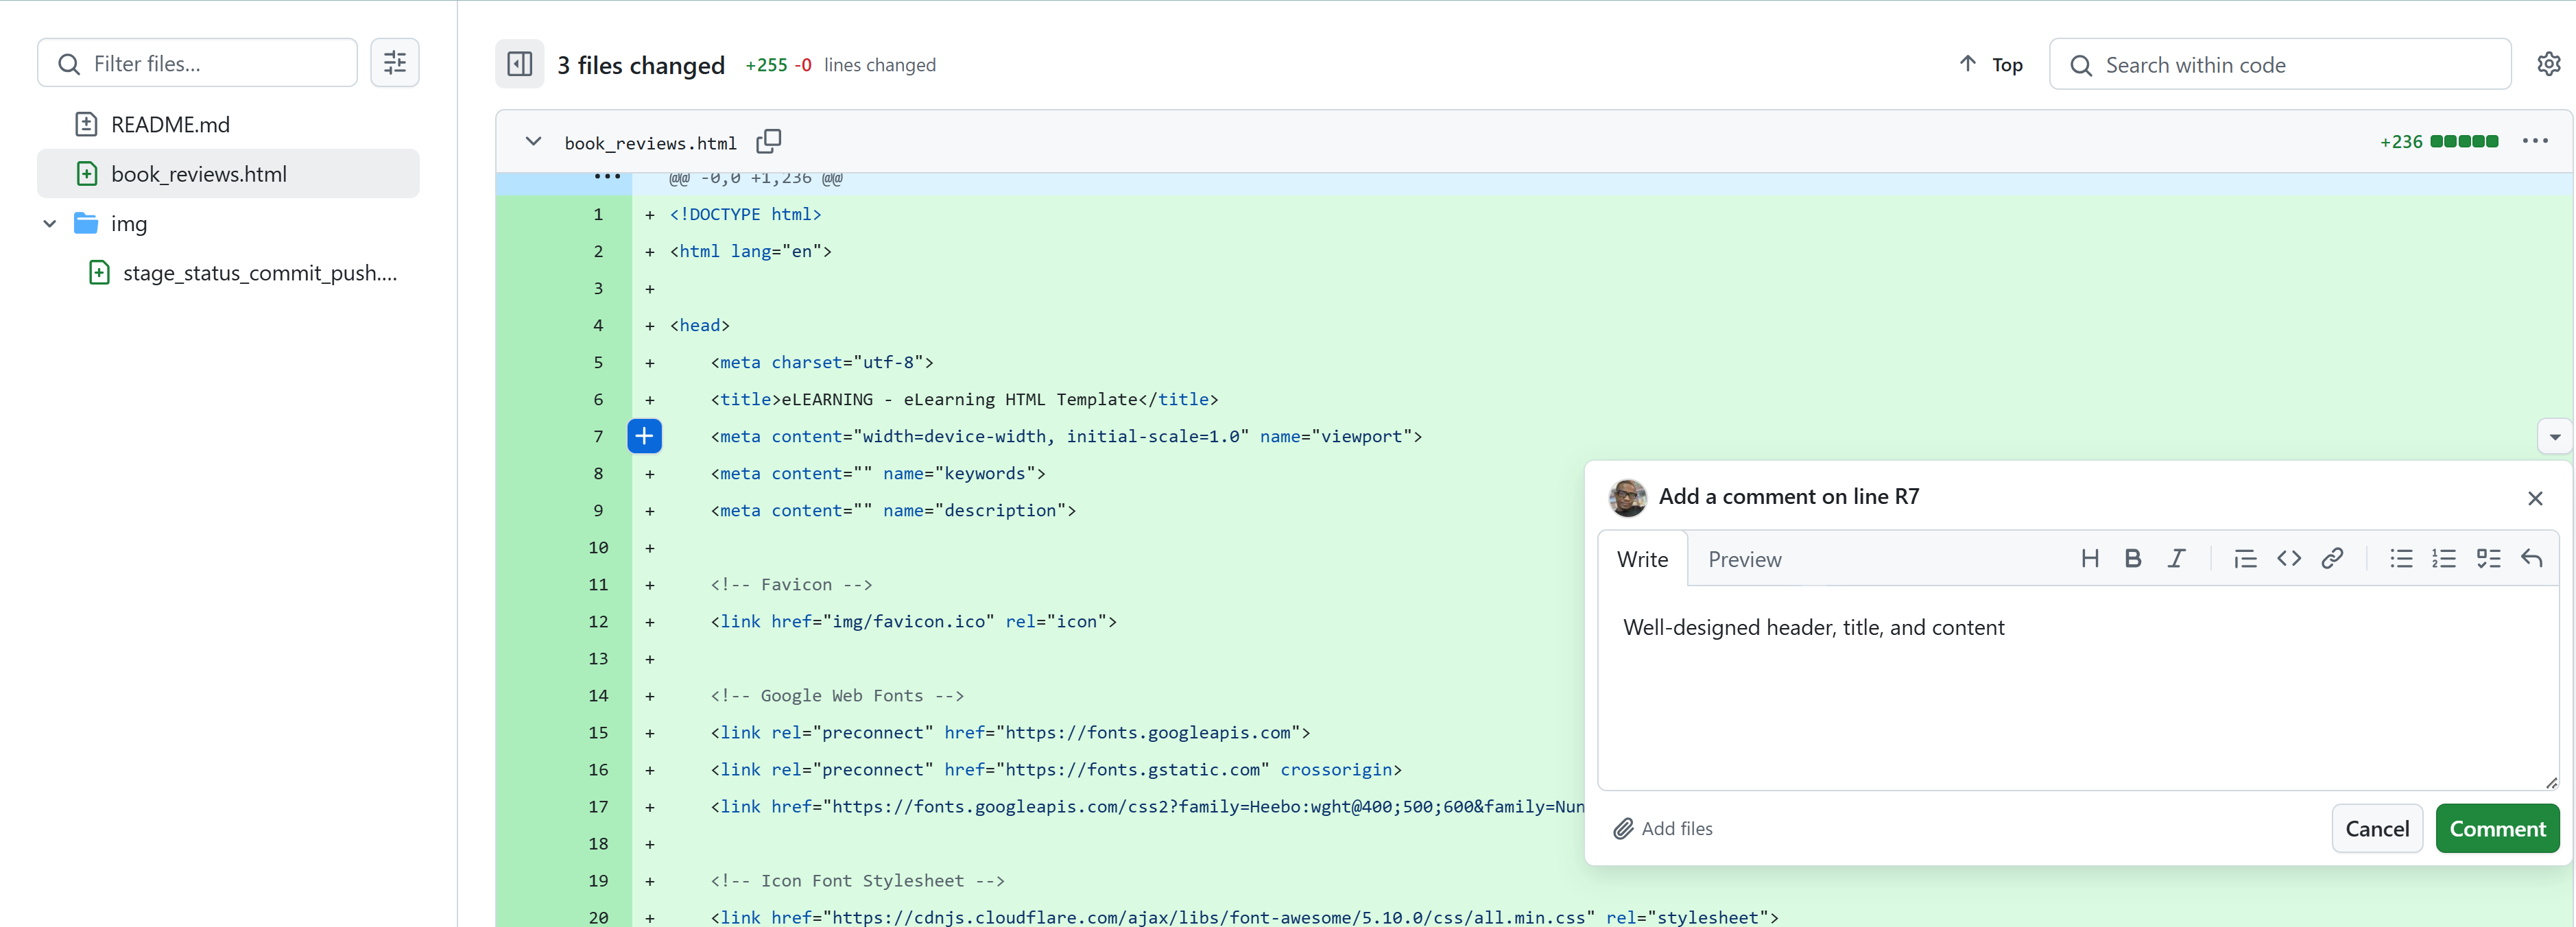 Filter files...
README.md
book_reviews.html
img
stage_status_commit_push....
3 files changed +255 -0 lines changed
Top
Search within code
book_reviews.html
+236
@@ -0,0 +1,236 @@
1 + <!DOCTYPE html>
2 + <html lang="en">
3 +
4 + <head>
5 + <meta charset="utf-8">
6 + <title>eLEARNING - eLearning HTML Template</title>
7 <meta content="width=device-width, initial-scale=1.0" name="viewport">
8 + <meta content="" name="keywords">
9 + <meta content="" name="description">
10 +
11 + <!-- Favicon -->
12 + <link href="img/favicon.ico" rel="icon">
13 +
14 + <!-- Google Web Fonts -->
15 + <link rel="preconnect" href="https://fonts.googleapis.com">
16 + <link rel="preconnect" href="https://fonts.gstatic.com" crossorigin>
17 + <link href="https://fonts.googleapis.com/css2?family=Heebo:wght@400;500;600&family=Nun
18 +
19 + <!-- Icon Font Stylesheet -->
20 + <link href="https://cdnjs.cloudflare.com/ajax/libs/font-awesome/5.10.0/css/all.min.css" rel="stylesheet">
Add a comment on line R7
Write Preview
Well-designed header, title, and content
Add files
Cancel Comment